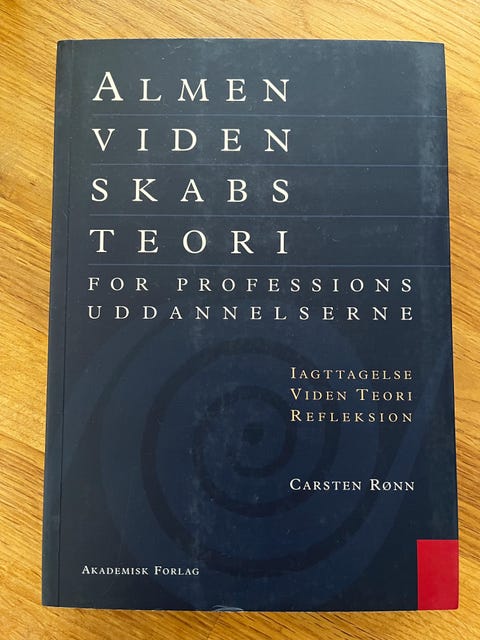 ALMEN
VIDEN
SKABS
TEORI
FOR PROFESSIONS
UDDANNELSERNE
IAGTTAGELSE
VIDEN TEORI
REFLEKSION
CARSTEN RØNN
AKADEMISK FORLAG